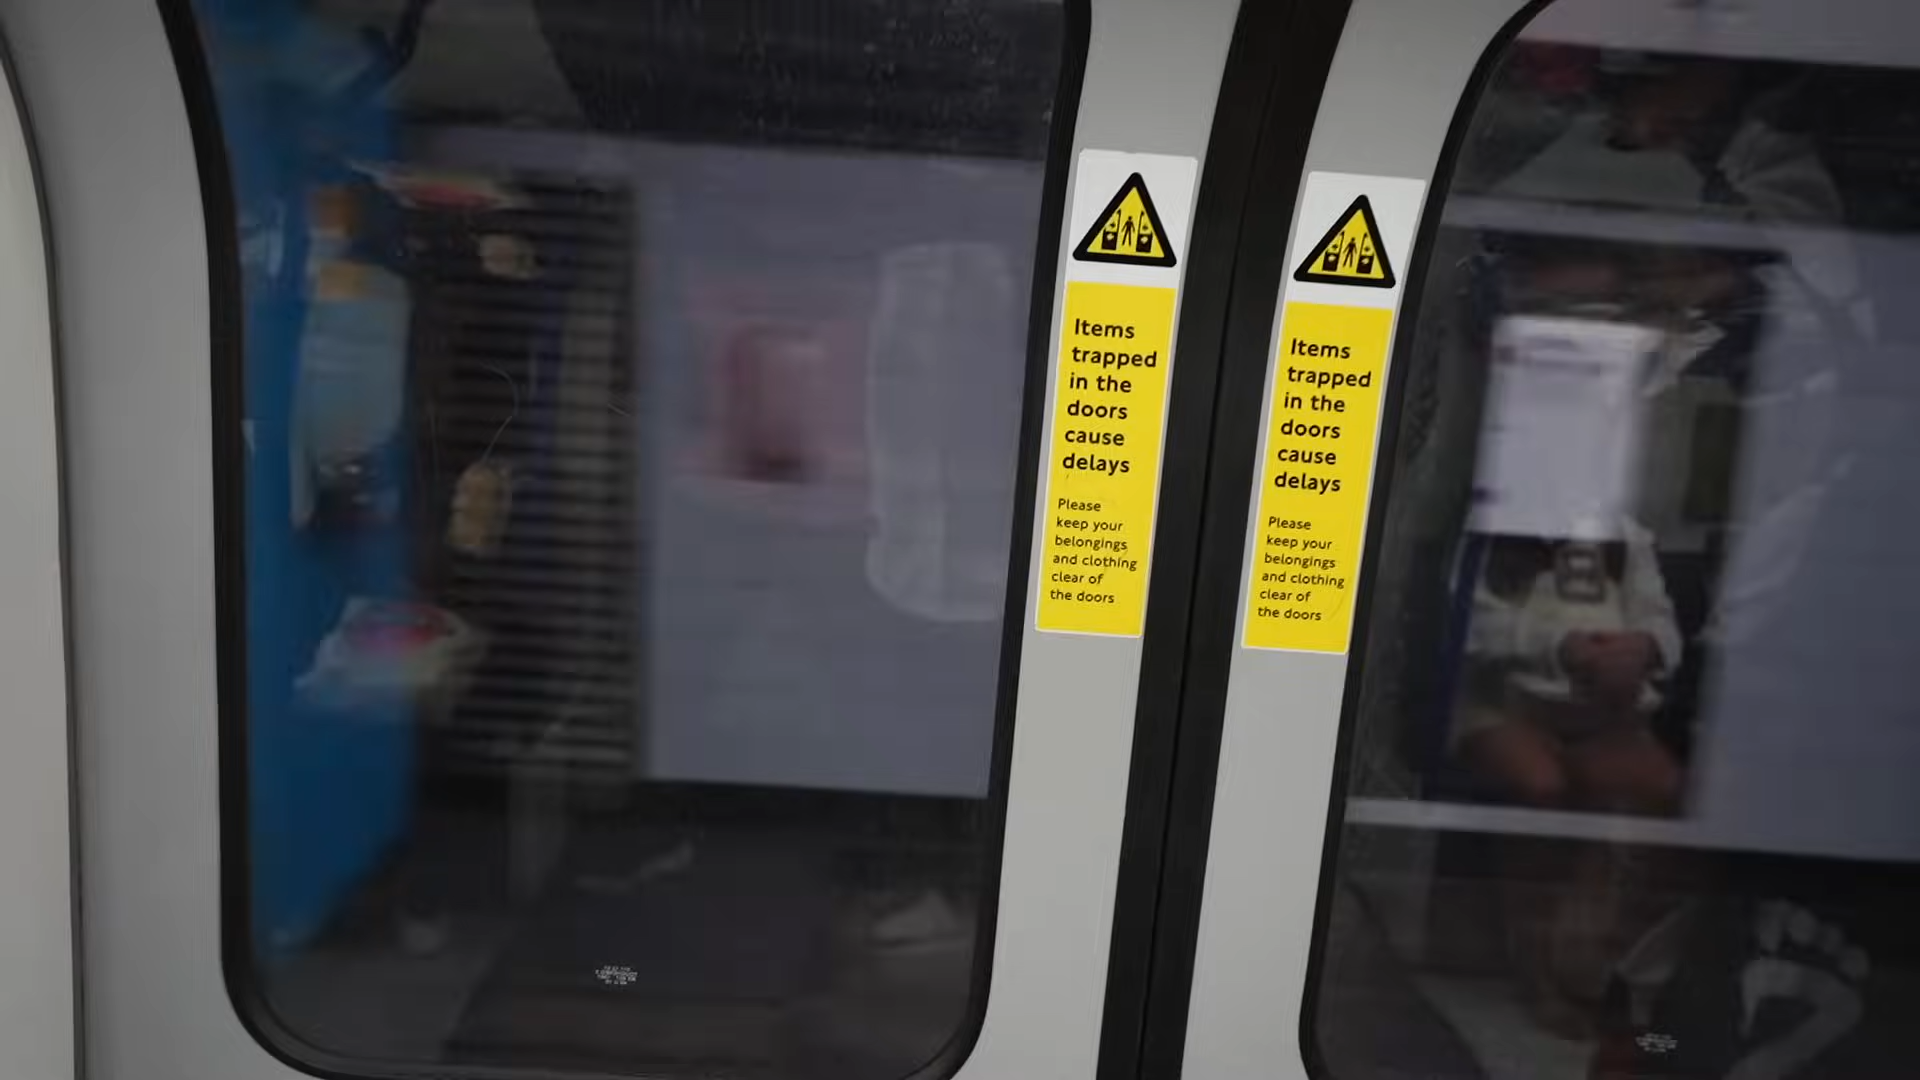 Items
trapped
in the
doors
cause
delays
Please
keep your
belongings
and clothing
clear of
the doors
Items
trapped
in the
doors
cause
delays
Please
keep your
belongings
and clothing
clear of
the doors